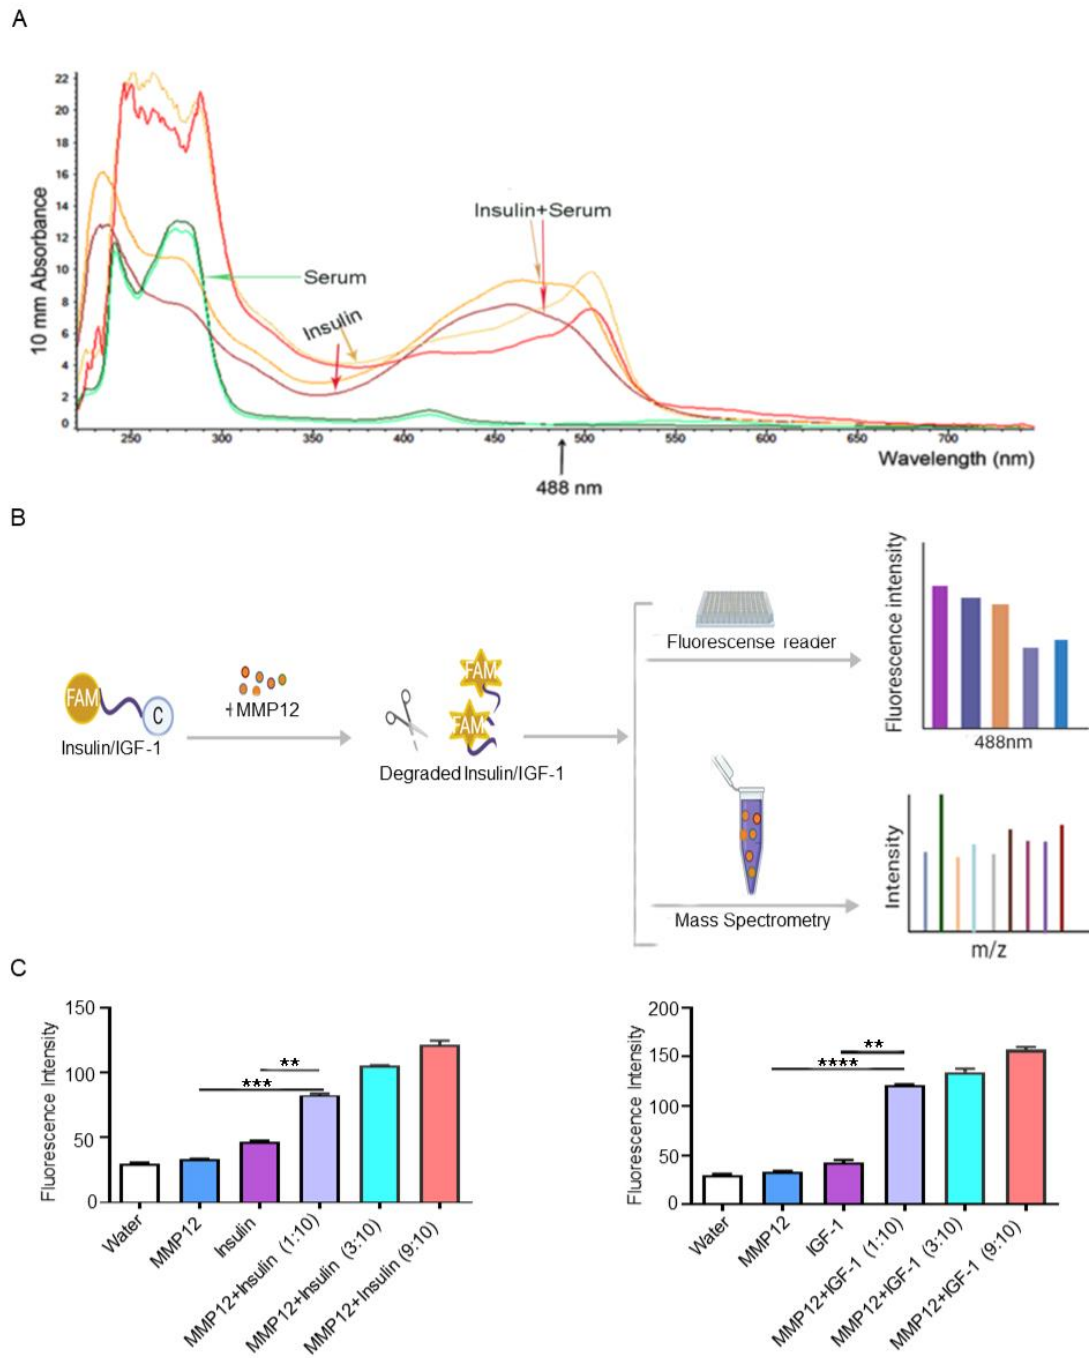 A
22
20
18
16
14
12
10
8
6
4
2
0
10 mm Absorbance
Insulin+Serum
Serum
Insulin
250
300
350
400
450
500
550
600
650
700
Wavelength (nm)
488 nm
B
FAM
C
Insulin/IGF-1
+MMP12
FAM
FAM
Degraded Insulin/IGF-1
Fluorescense reader
Fluorescence intensity
488nm
Mass Spectrometry
Intensity
m/z
C
150
100
50
0
Fluorescence Intensity
**
***
Water
MMP12
Insulin
MMP12+Insulin (1:10)
MMP12+Insulin (3:10)
MMP12+Insulin (9:10)
200
150
100
50
0
Fluorescence Intensity
**
****
Water
MMP12
IGF-1
MMP12+IGF-1 (1:10)
MMP12+IGF-1 (3:10)
MMP12+IGF-1 (9:10)